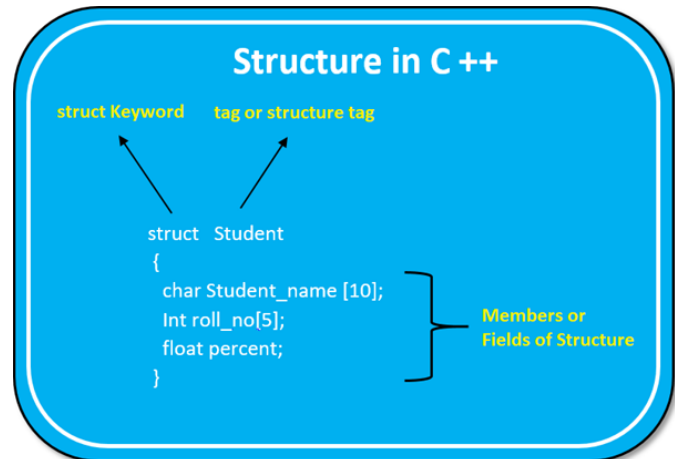 Structure in C ++
struct Keyword
tag or structure tag
struct Student
{
char Student_name [10];
Int roll_no[5];
float percent;
}
Members or
Fields of Structure